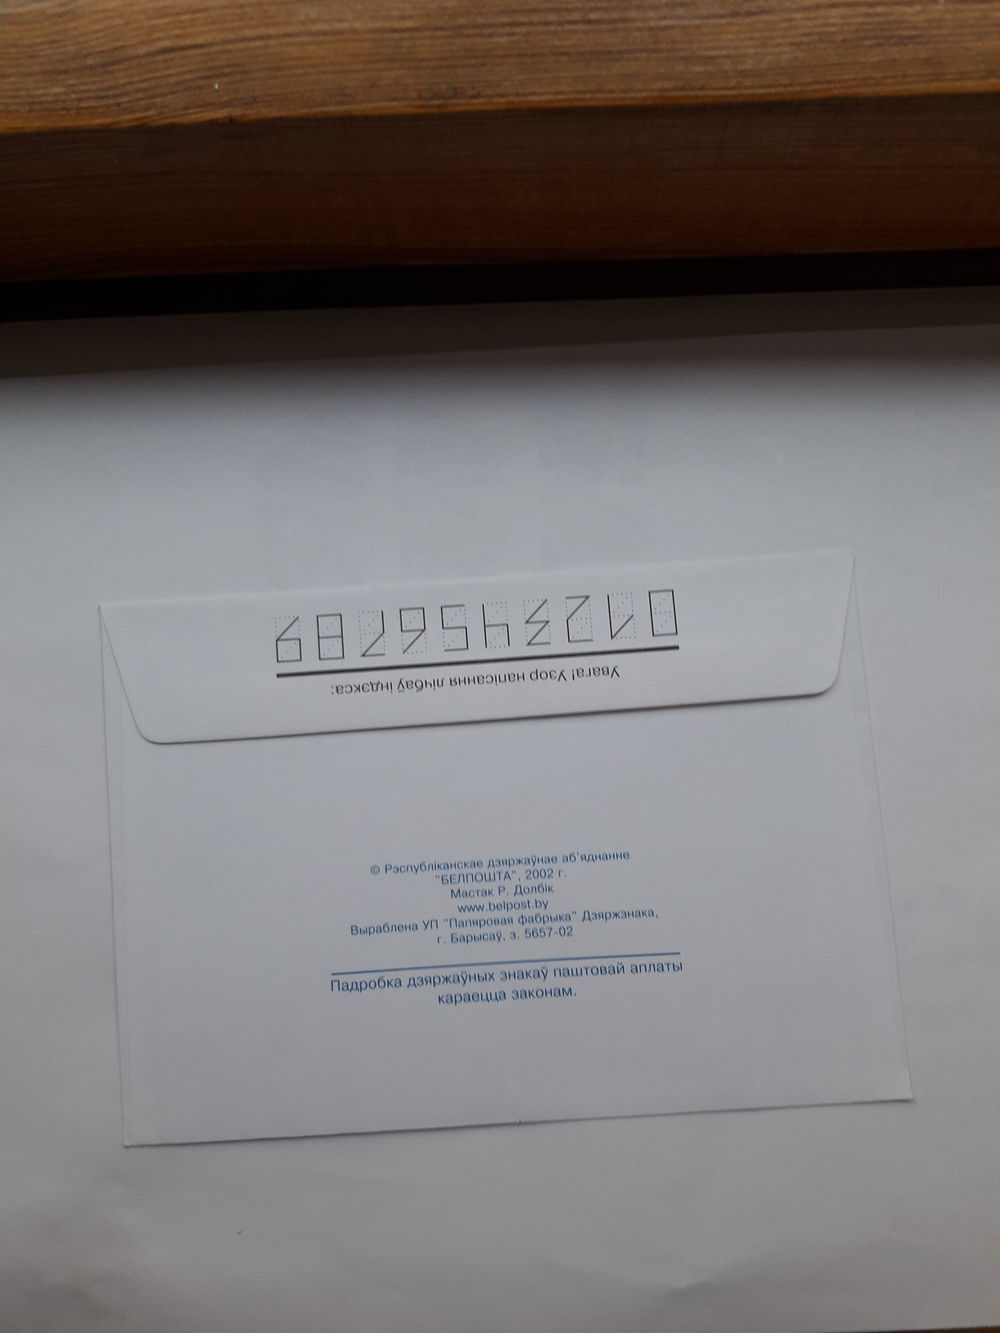 Увага! Узор напісання лічбаў індэкса:
0123456789
© Рэспубліканскае дзяржаўнае аб'яднанне
"БЕЛПОШТА", 2002 г.
Мастак Р. Долбік
www.belpost.by
Выраблена УП "Папяровая фабрыка" Дзяржзнака,
г. Барысаў, з. 5657-02
Падробка дзяржаўных знакаў паштовай аплаты
караецца законам.